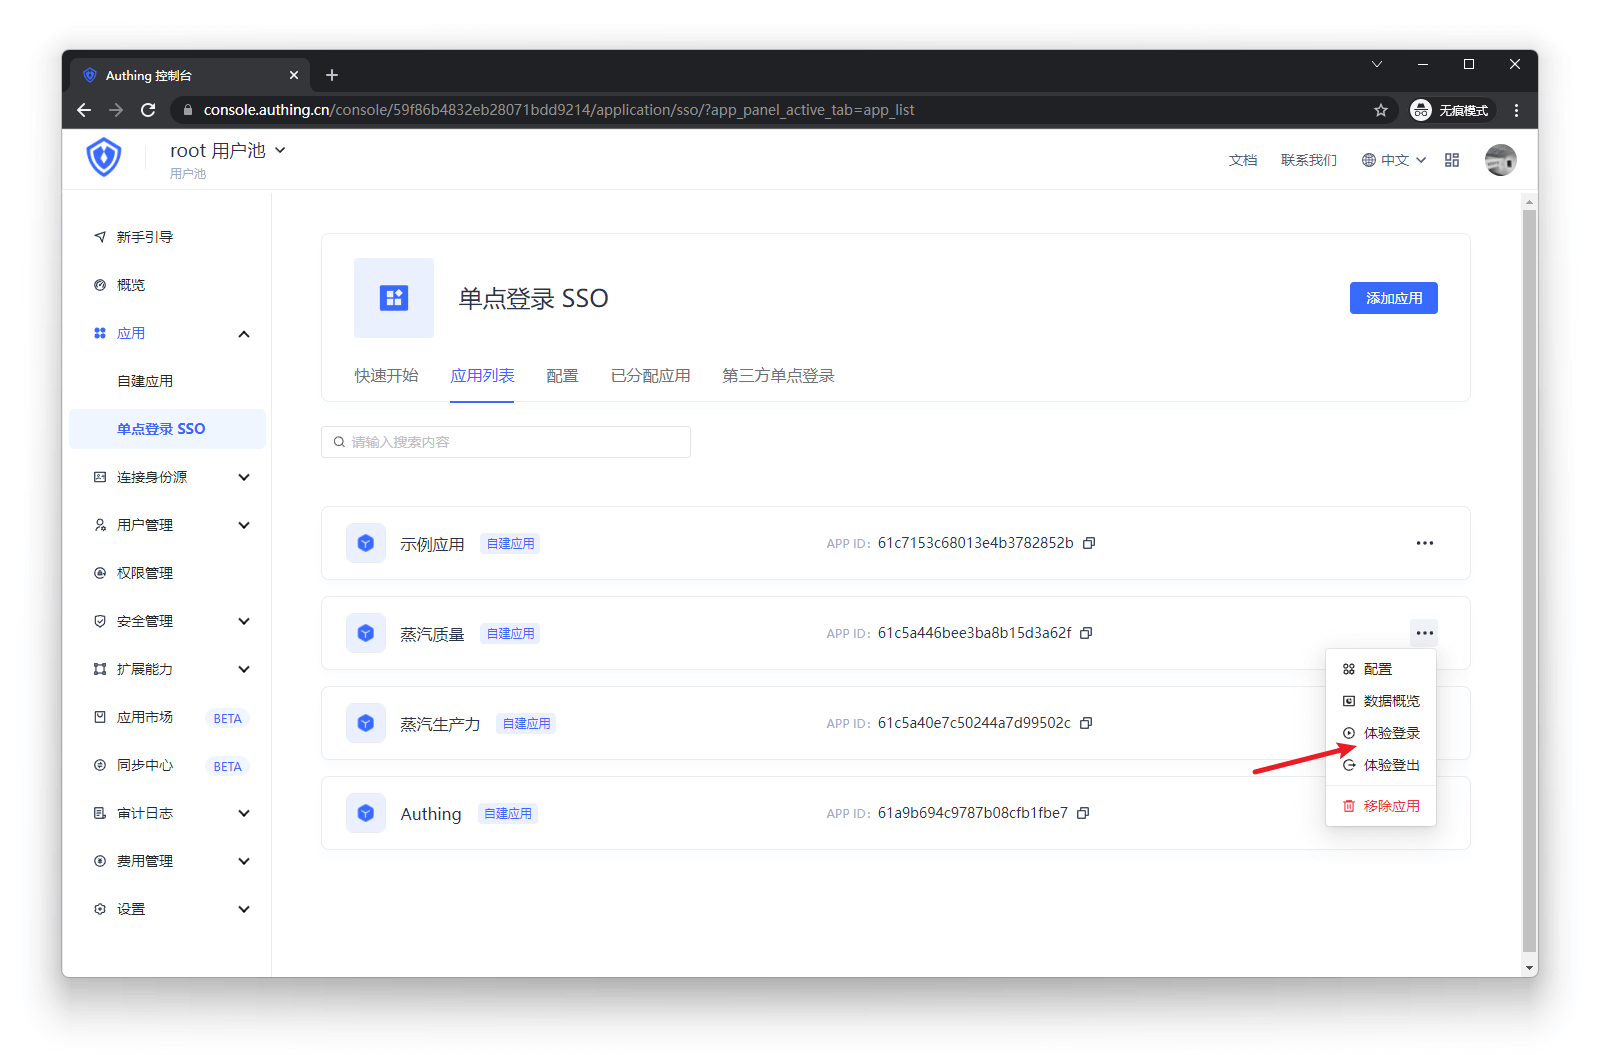 Authing 控制台
console.authing.cn/console/59f86b4832eb28071bdd9214/application/sso/?app_panel_active_tab=app_list
无痕模式
root 用户池
用户池
文档 联系我们 中文
新手引导
概览
应用
自建应用
单点登录 SSO
连接身份源
用户管理
权限管理
安全管理
扩展能力
应用市场 BETA
同步中心 BETA
审计日志
费用管理
设置
单点登录 SSO
添加应用
快速开始 应用列表 配置 已分配应用 第三方单点登录
请输入搜索内容
示例应用 自建应用 APP ID: 61c7153c68013e4b3782852b
蒸汽质量 自建应用 APP ID: 61c5a446bee3ba8b15d3a62f
蒸汽生产力 自建应用 APP ID: 61c5a40e7c50244a7d99502c
Authing 自建应用 APP ID: 61a9b694c9787b08cfb1fbe7
配置
数据概览
体验登录
体验登出
移除应用